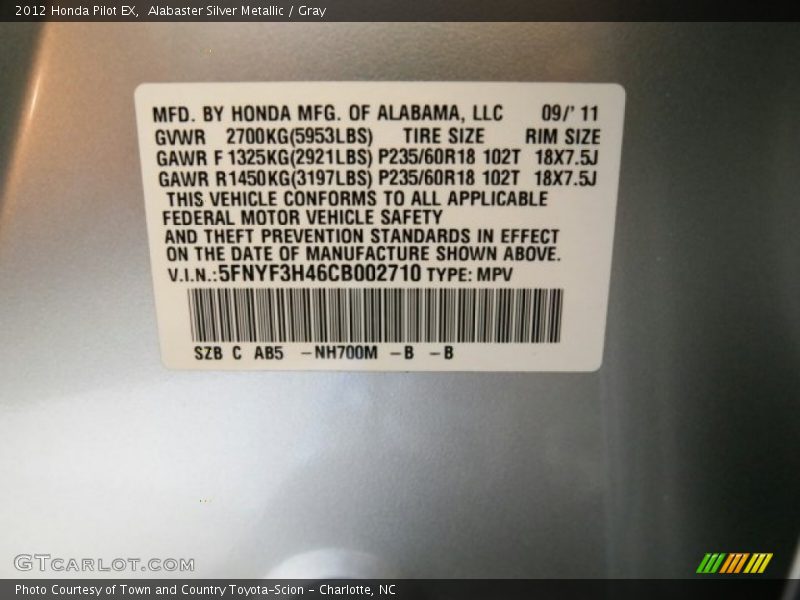 2012 Honda Pilot EX, Alabaster Silver Metallic / Gray
MFD. BY HONDA MFG. OF ALABAMA, LLC 09/' 11
GVWR 2700KG(5953LBS) TIRE SIZE RIM SIZE
GAWR F 1325KG(2921LBS) P235/60R18 102T 18X7.5J
GAWR R1450KG(3197LBS) P235/60R18 102T 18X7.5J
THIS VEHICLE CONFORMS TO ALL APPLICABLE
FEDERAL MOTOR VEHICLE SAFETY
AND THEFT PREVENTION STANDARDS IN EFFECT
ON THE DATE OF MANUFACTURE SHOWN ABOVE.
V.I.N.:5FNYF3H46CB002710 TYPE: MPV
SZB C AB5 -NH700M -B -B
GTCARLOT.COM
Photo Courtesy of Town and Country Toyota-Scion - Charlotte, NC